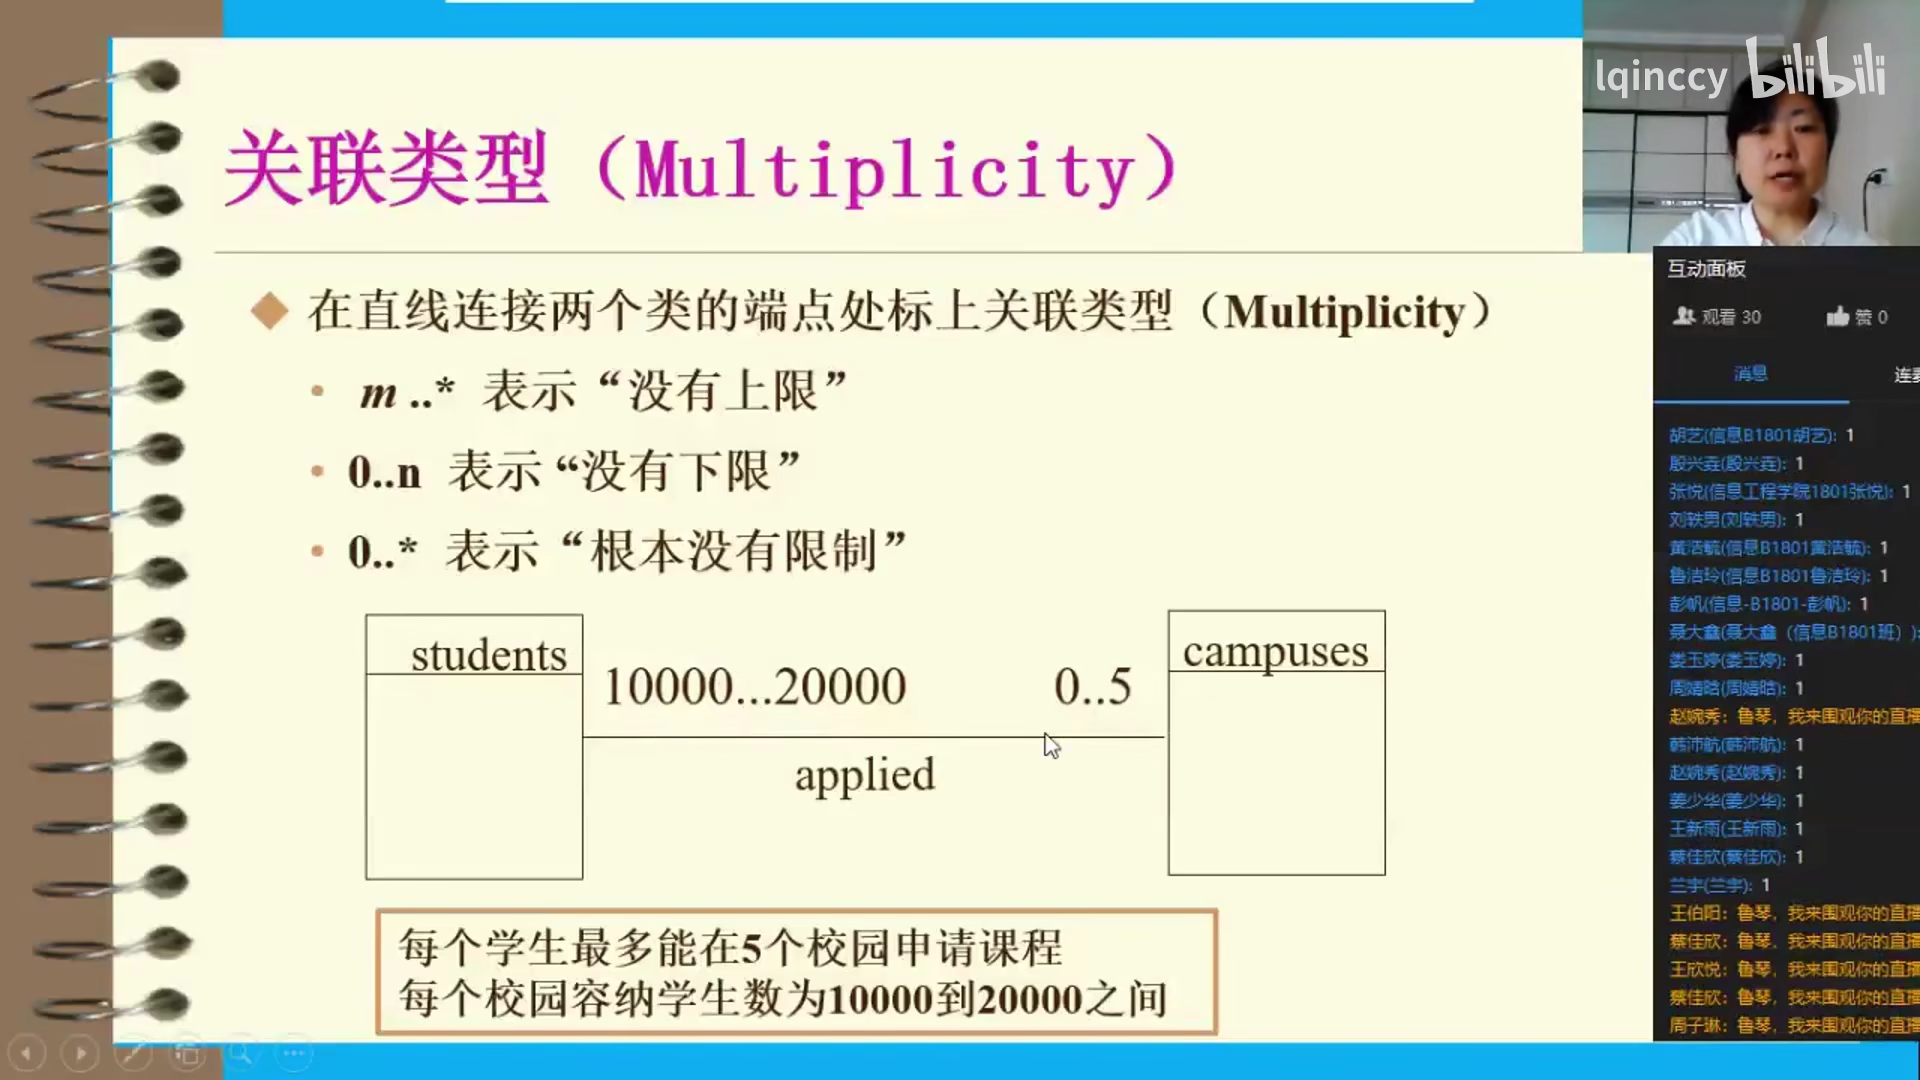 lqinccy bilibili
关联类型（Multiplicity）
在直线连接两个类的端点处标上关联类型（Multiplicity）
m ..* 表示“没有上限”
0..n 表示“没有下限”
0..* 表示“根本没有限制”
students
10000...20000
0..5
campuses
applied
每个学生最多能在5个校园申请课程
每个校园容纳学生数为10000到20000之间
互动面板
观看 30
赞 0
消息
连麦
胡艺(信息B1801胡艺): 1
殷兴垚(殷兴垚): 1
张悦(信息工程学院1801张悦): 1
刘轶男(刘轶男): 1
黄浩毓(信息B1801黄浩毓): 1
鲁洁玲(信息B1801鲁洁玲): 1
彭帆(信息-B1801-彭帆): 1
聂大鑫(聂大鑫（信息B1801班）):
娄玉婷(娄玉婷): 1
周婧晗(周婧晗): 1
赵婉秀: 鲁琴，我来围观你的直播
韩沛航(韩沛航): 1
赵婉秀(赵婉秀): 1
姜少华(姜少华): 1
王新雨(王新雨): 1
蔡佳欣(蔡佳欣): 1
兰宇(兰宇): 1
王伯阳: 鲁琴，我来围观你的直播
蔡佳欣: 鲁琴，我来围观你的直播
王欣悦: 鲁琴，我来围观你的直播
蔡佳欣: 鲁琴，我来围观你的直播
周子琳: 鲁琴，我来围观你的直播